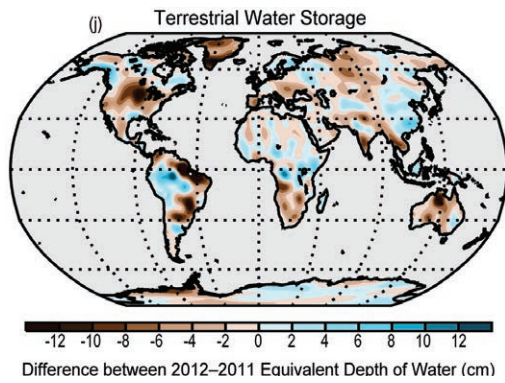 (j) Terrestrial Water Storage
-12 -10 -8 -6 -4 -2 0 2 4 6 8 10 12
Difference between 2012–2011 Equivalent Depth of Water (cm)